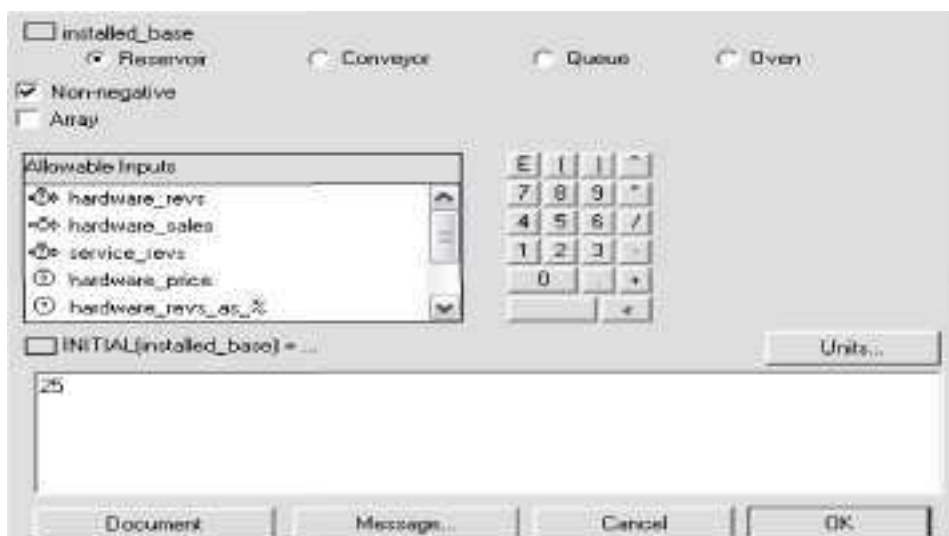 installed_base
Reservoir Conveyor Queue Oven
Non-negative
Array
Allowable Inputs
hardware_revs
hardware_sales
service_revs
hardware_price
hardware_revs_as_%
E ( ) ^
7 8 9 *
4 5 6 /
1 2 3 -
0 . +
INITIAL(installed_base) = ...
Units...
25
Document Message... Cancel OK